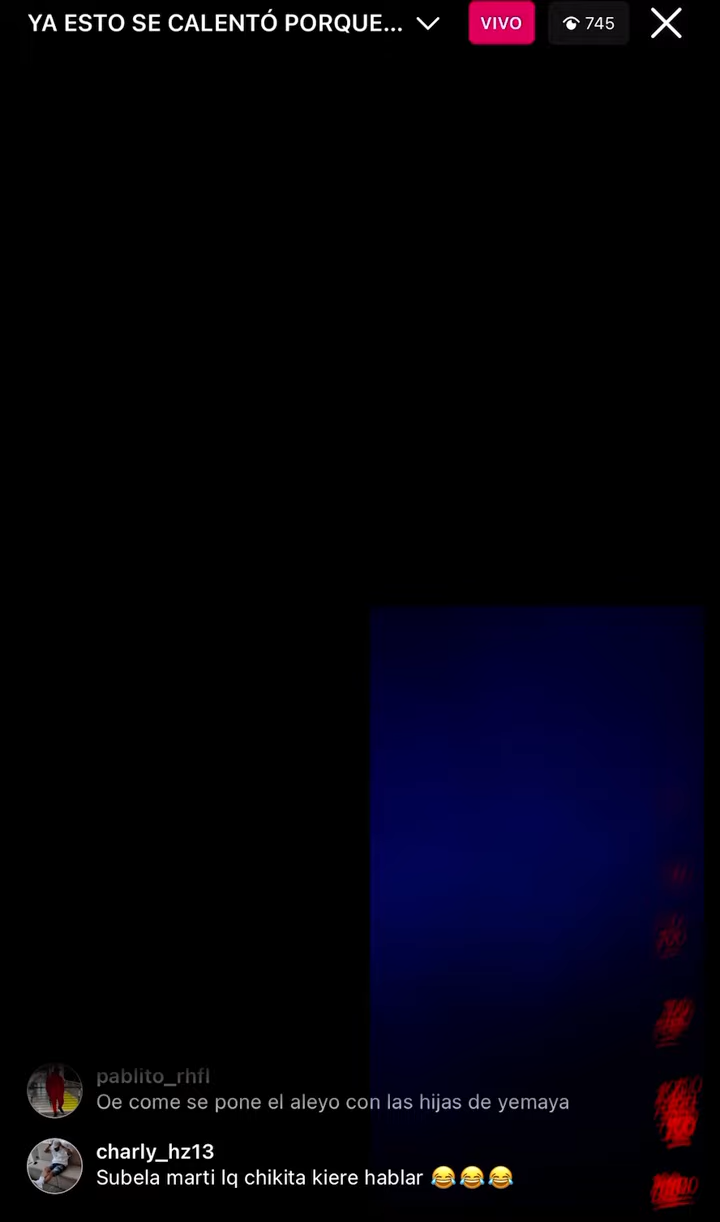 YA ESTO SE CALENTÓ PORQUE...
VIVO
745
pablito_rhfl
Oe come se pone el aleyo con las hijas de yemaya
charly_hz13
Subela marti lq chikita kiere hablar 😂😂😂